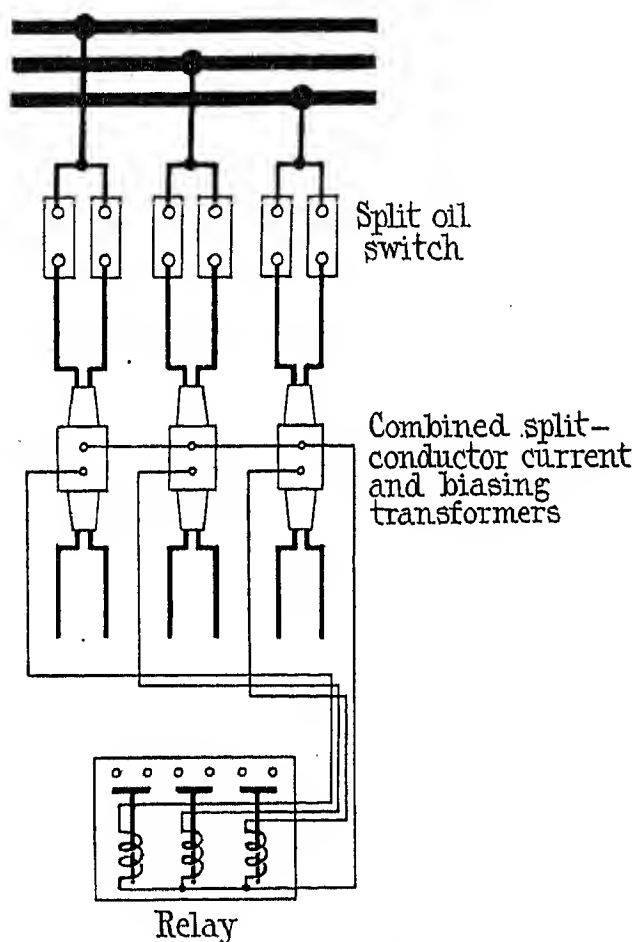 Split oil
switch
Combined split-
conductor current
and biasing
transformers
Relay